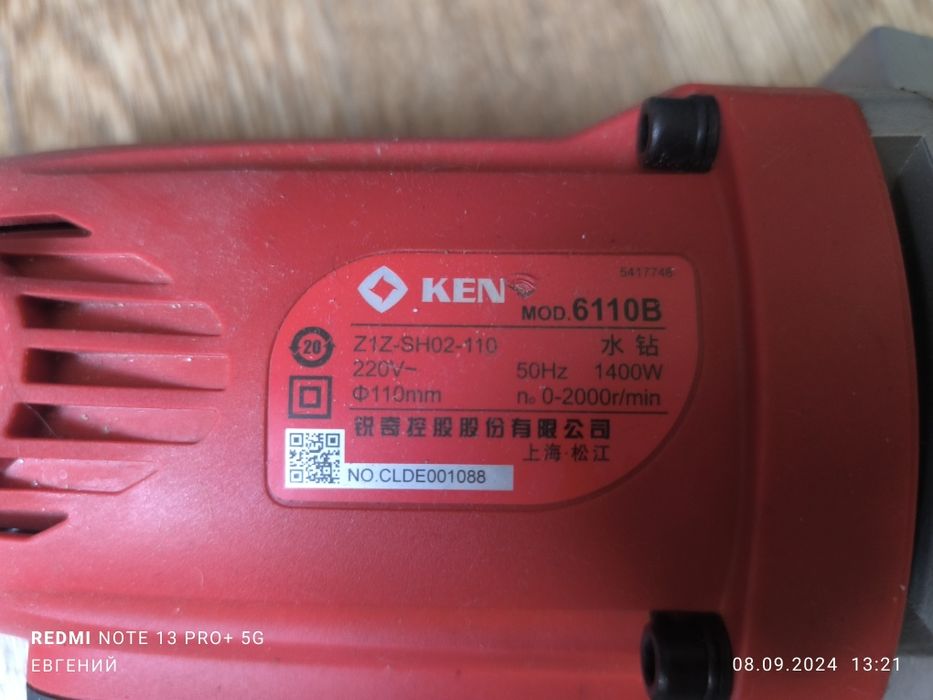 KEN
5417746
MOD.6110B
20
Z1Z-SH02-110 水 钻
220V~ 50Hz 1400W
Φ110mm n₀ 0-2000r/min
锐奇控股股份有限公司
上海·松江
NO.CLDE001088
REDMI NOTE 13 PRO+ 5G
ЕВГЕНИЙ
08.09.2024 13:21